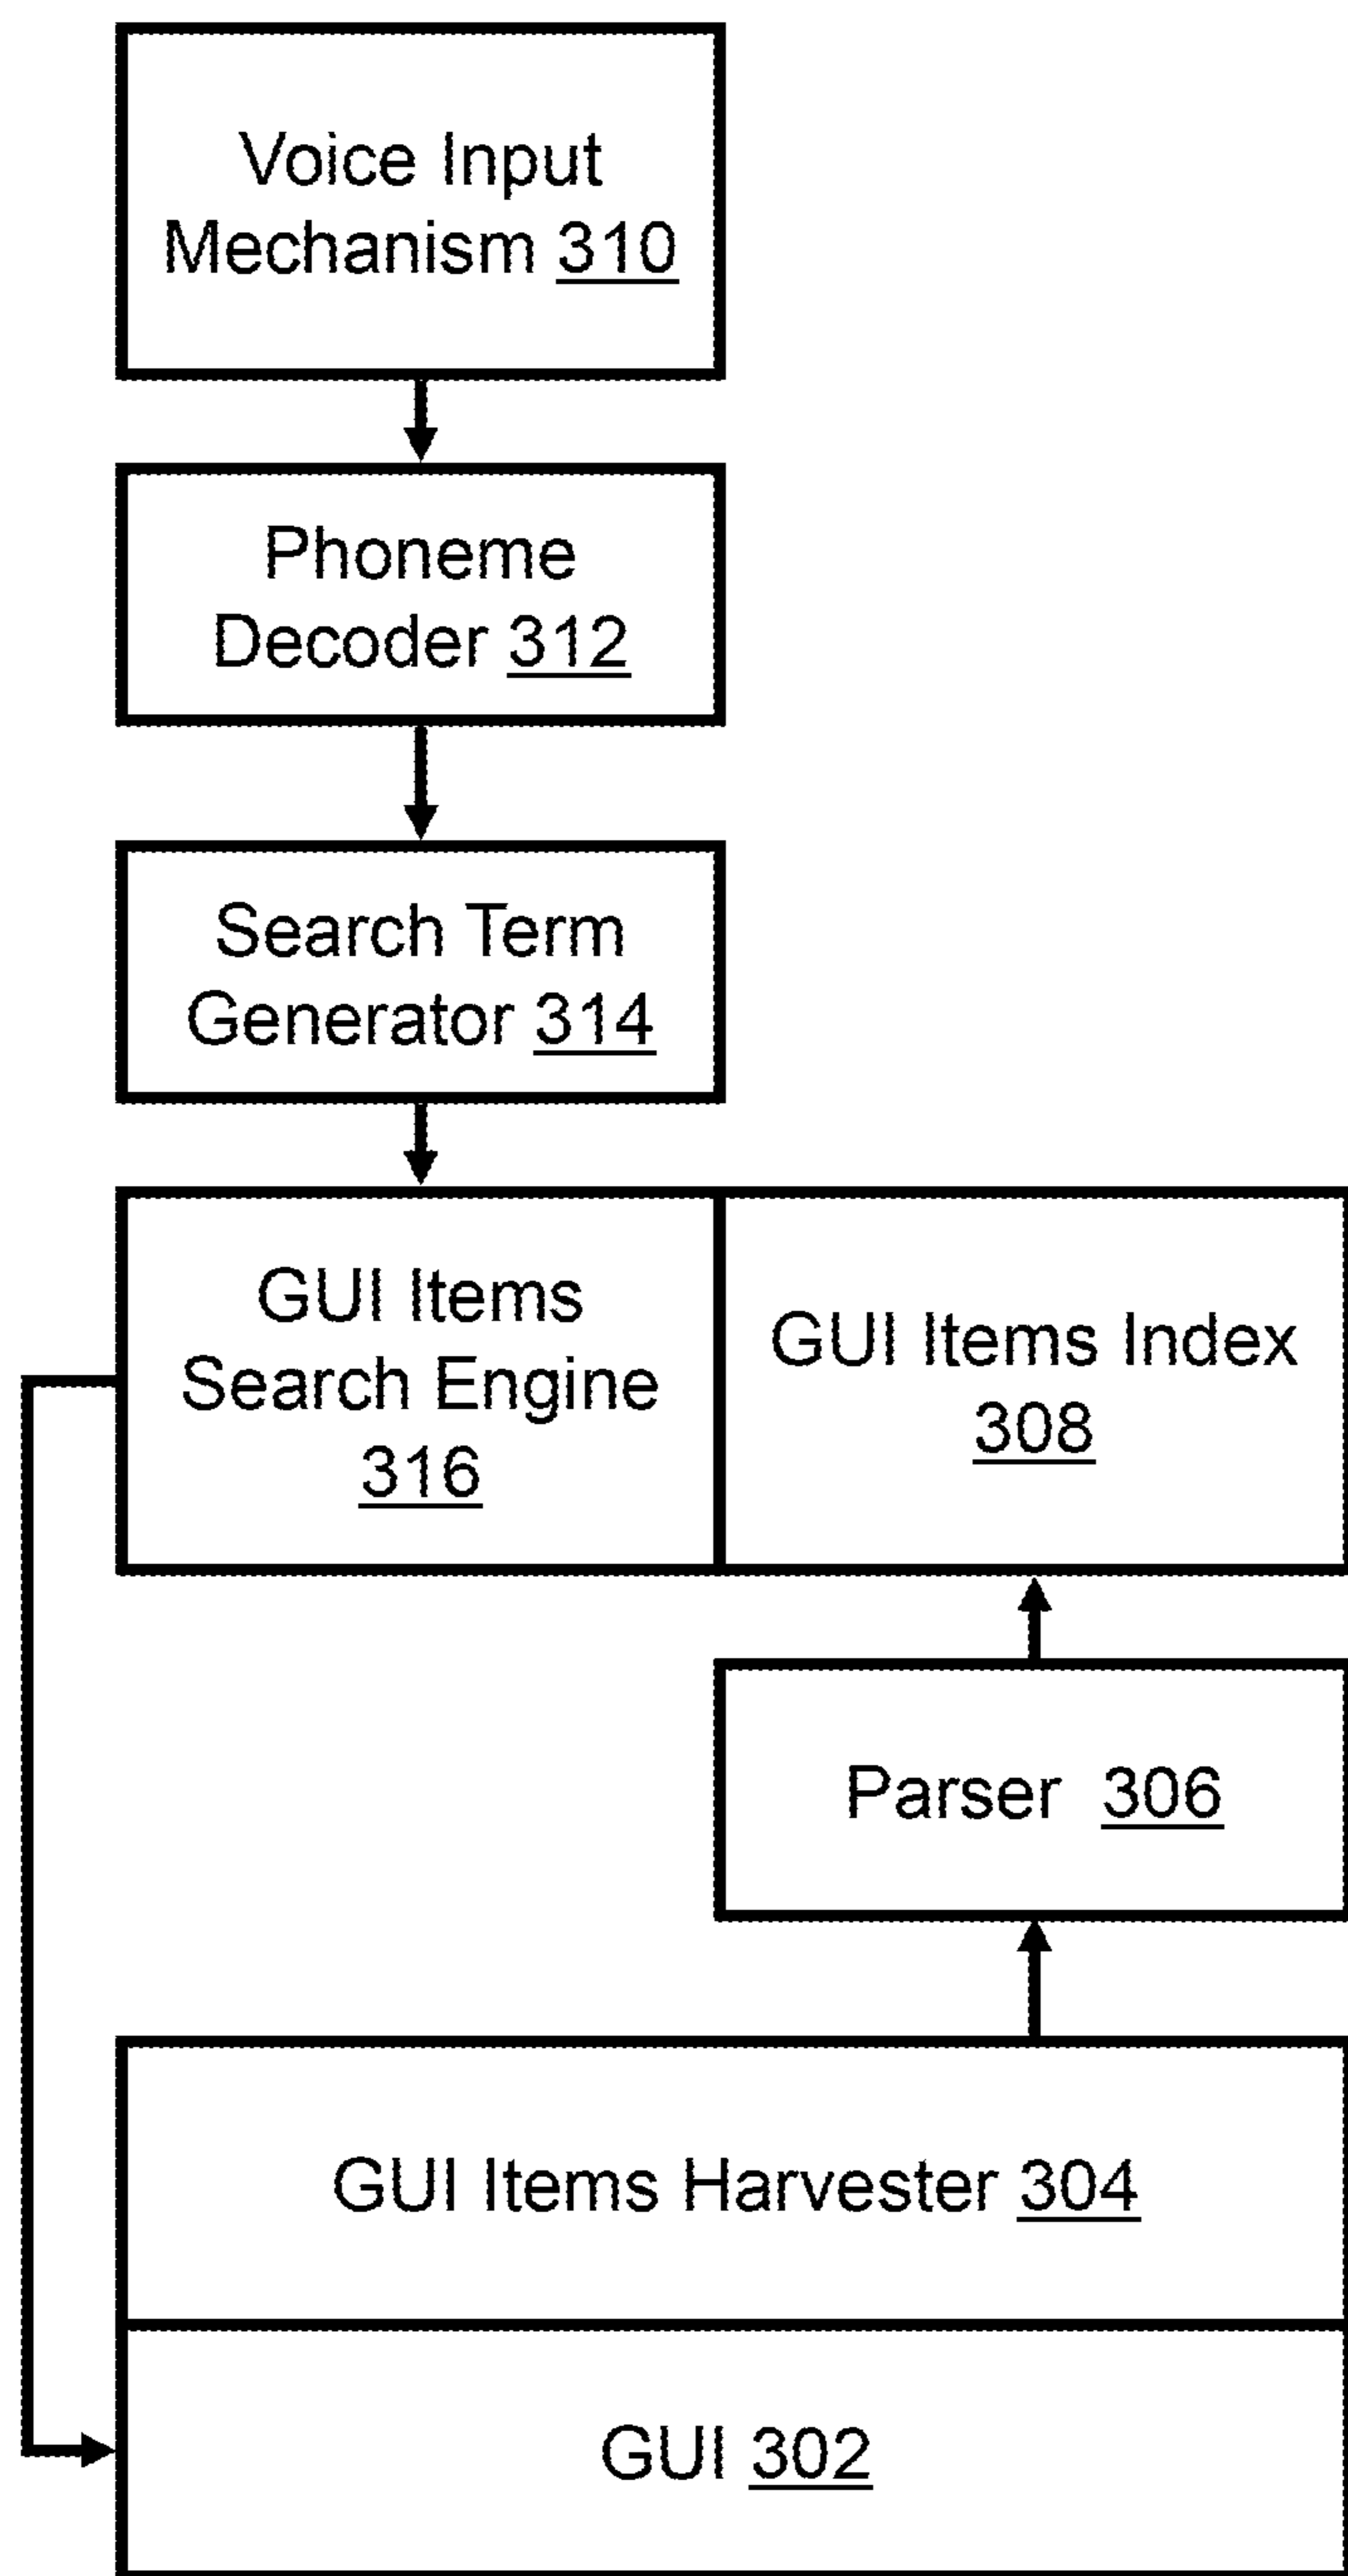 Voice Input
Mechanism 310
Phoneme
Decoder 312
Search Term
Generator 314
GUI Items
Search Engine
316
GUI Items Index
308
Parser 306
GUI Items Harvester 304
GUI 302